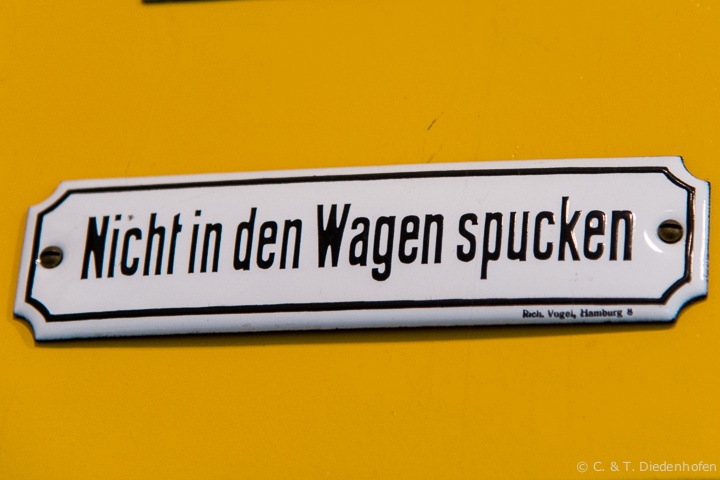 Nicht in den Wagen spucken
Rich. Vogel, Hamburg 8
© C. & T. Diedenhofen